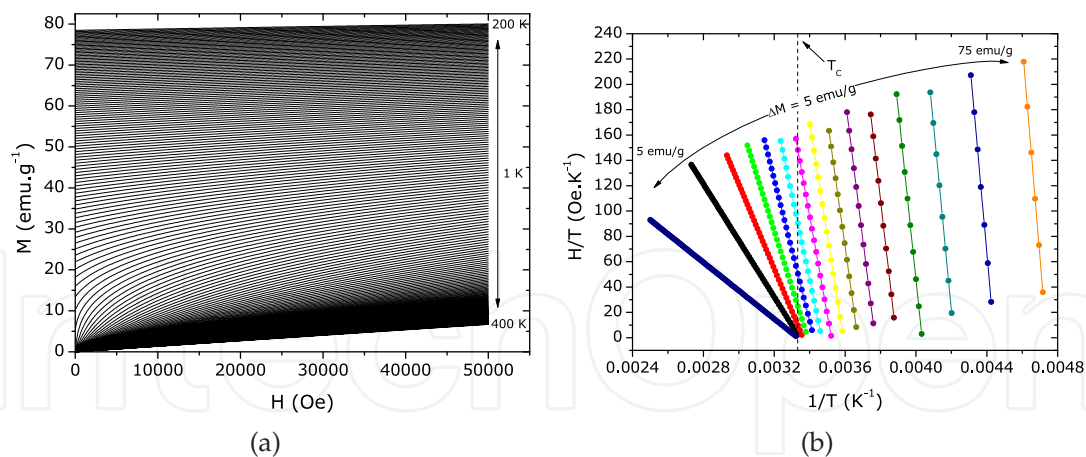 M (emu.g⁻¹)
80
70
60
50
40
30
20
10
0
200 K
1 K
400 K
0
10000
20000
30000
40000
50000
H (Oe)
(a)
H/T (Oe.K⁻¹)
240
220
200
180
160
140
120
100
80
60
40
20
0
T_C
75 emu/g
ΔM = 5 emu/g
5 emu/g
0.0024
0.0028
0.0032
0.0036
0.0040
0.0044
0.0048
1/T (K⁻¹)
(b)